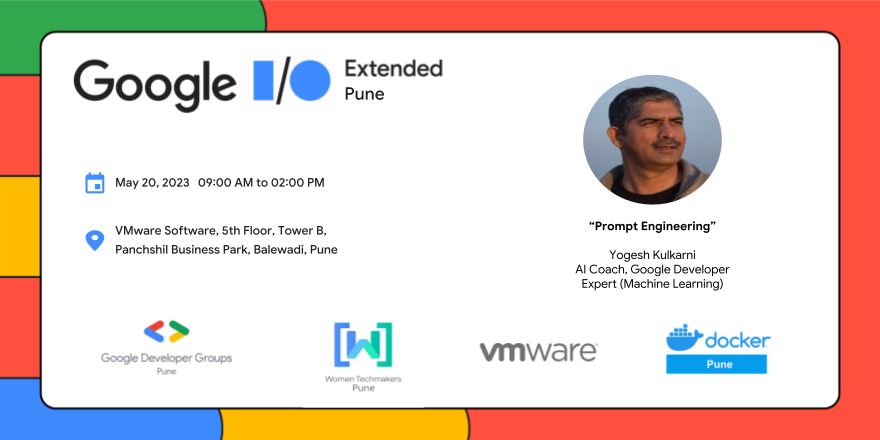 Google I/O Extended
Pune
May 20, 2023 09:00 AM to 02:00 PM
VMware Software, 5th Floor, Tower B,
Panchshil Business Park, Balewadi, Pune
“Prompt Engineering”
Yogesh Kulkarni
AI Coach, Google Developer
Expert (Machine Learning)
Google Developer Groups
Pune
Women Techmakers
Pune
vmware®
docker
Pune